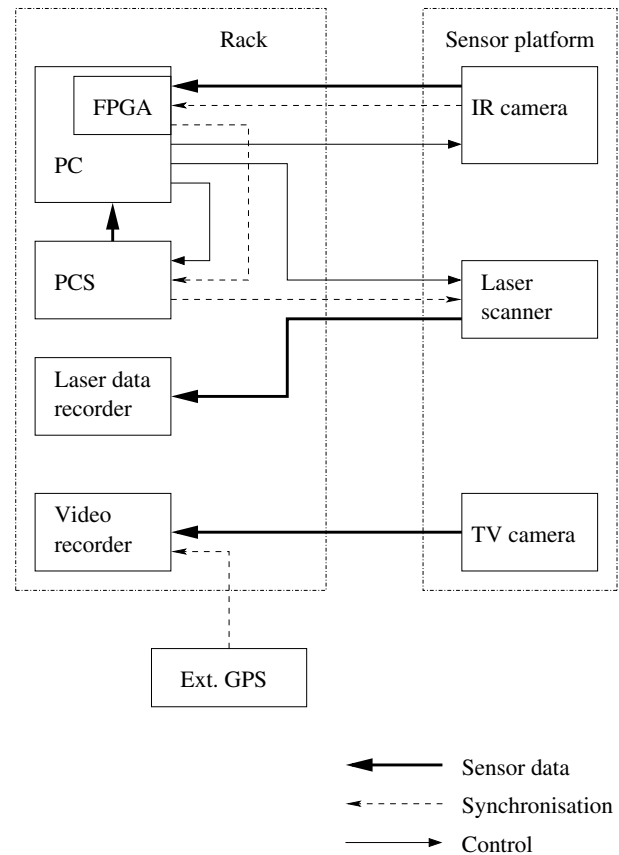 Rack
Sensor platform
FPGA
IR camera
PC
PCS
Laser
scanner
Laser data
recorder
Video
recorder
TV camera
Ext. GPS
Sensor data
Synchronisation
Control